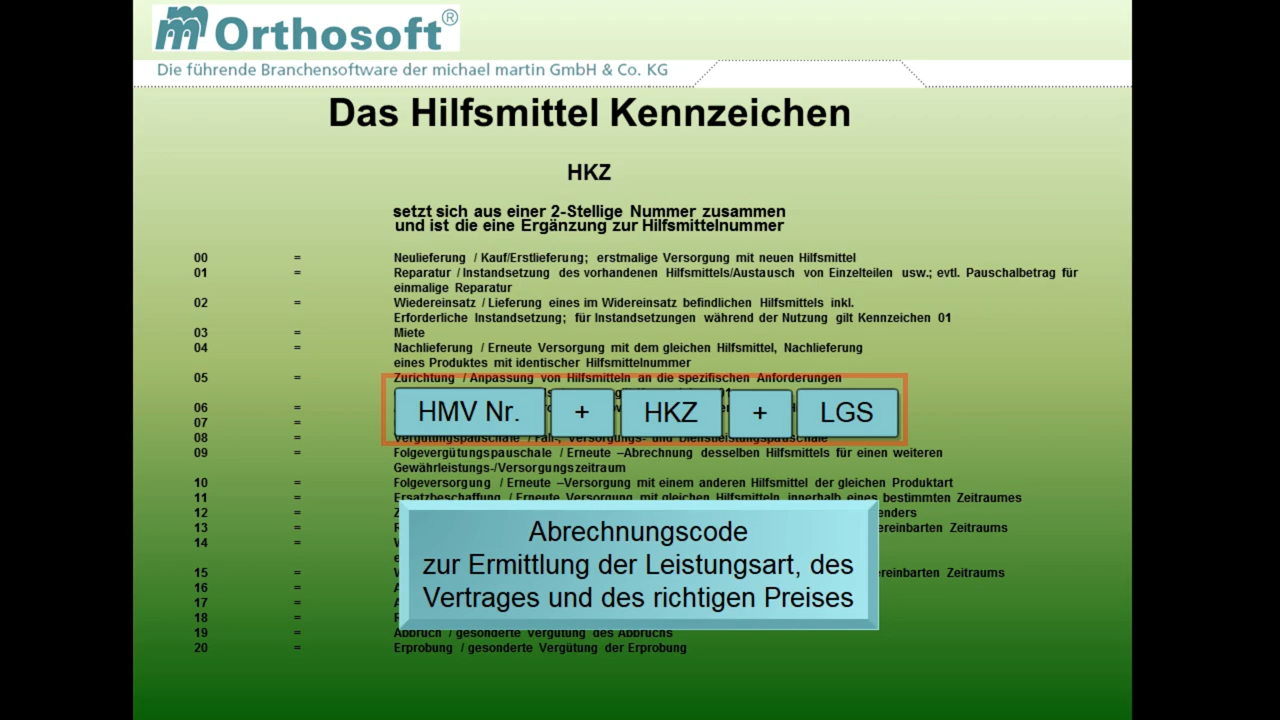 mm Orthosoft®
Die führende Branchensoftware der michael martin GmbH & Co. KG
Das Hilfsmittel Kennzeichen
HKZ
setzt sich aus einer 2-Stellige Nummer zusammen
und ist die eine Ergänzung zur Hilfsmittelnummer
00 = Neulieferung / Kauf/Erstlieferung; erstmalige Versorgung mit neuen Hilfsmittel
01 = Reparatur / Instandsetzung des vorhandenen Hilfsmittels/Austausch von Einzelteilen usw.; evtl. Pauschalbetrag für
einmalige Reparatur
02 = Wiedereinsatz / Lieferung eines im Widereinsatz befindlichen Hilfsmittels inkl.
Erforderliche Instandsetzung; für Instandsetzungen während der Nutzung gilt Kennzeichen 01
03 = Miete
04 = Nachlieferung / Erneute Versorgung mit dem gleichen Hilfsmittel, Nachlieferung
eines Produktes mit identischer Hilfsmittelnummer
05 = Zurichtung / Anpassung von Hilfsmitteln an die spezifischen Anforderungen
HMV Nr. + HKZ + LGS
06 =
07 =
08 = Vergütungspauschale / Fall-, Versorgungs- und Dienstleistungspauschale
09 = Folgevergütungspauschale / Erneute –Abrechnung desselben Hilfsmittels für einen weiteren
Gewährleistungs-/Versorgungszeitraum
10 = Folgeversorgung / Erneute –Versorgung mit einem anderen Hilfsmittel der gleichen Produktart
11 = Ersatzbeschaffung / Erneute Versorgung mit gleichen Hilfsmitteln innerhalb eines bestimmten Zeitraumes
12 =
13 = Zeitraums
14 =
15 = Zeitraums
16 =
17 =
18 =
Abrechnungscode
zur Ermittlung der Leistungsart, des
Vertrages und des richtigen Preises
19 = Abbruch / gesonderte Vergütung des Abbruchs
20 = Erprobung / gesonderte Vergütung der Erprobung